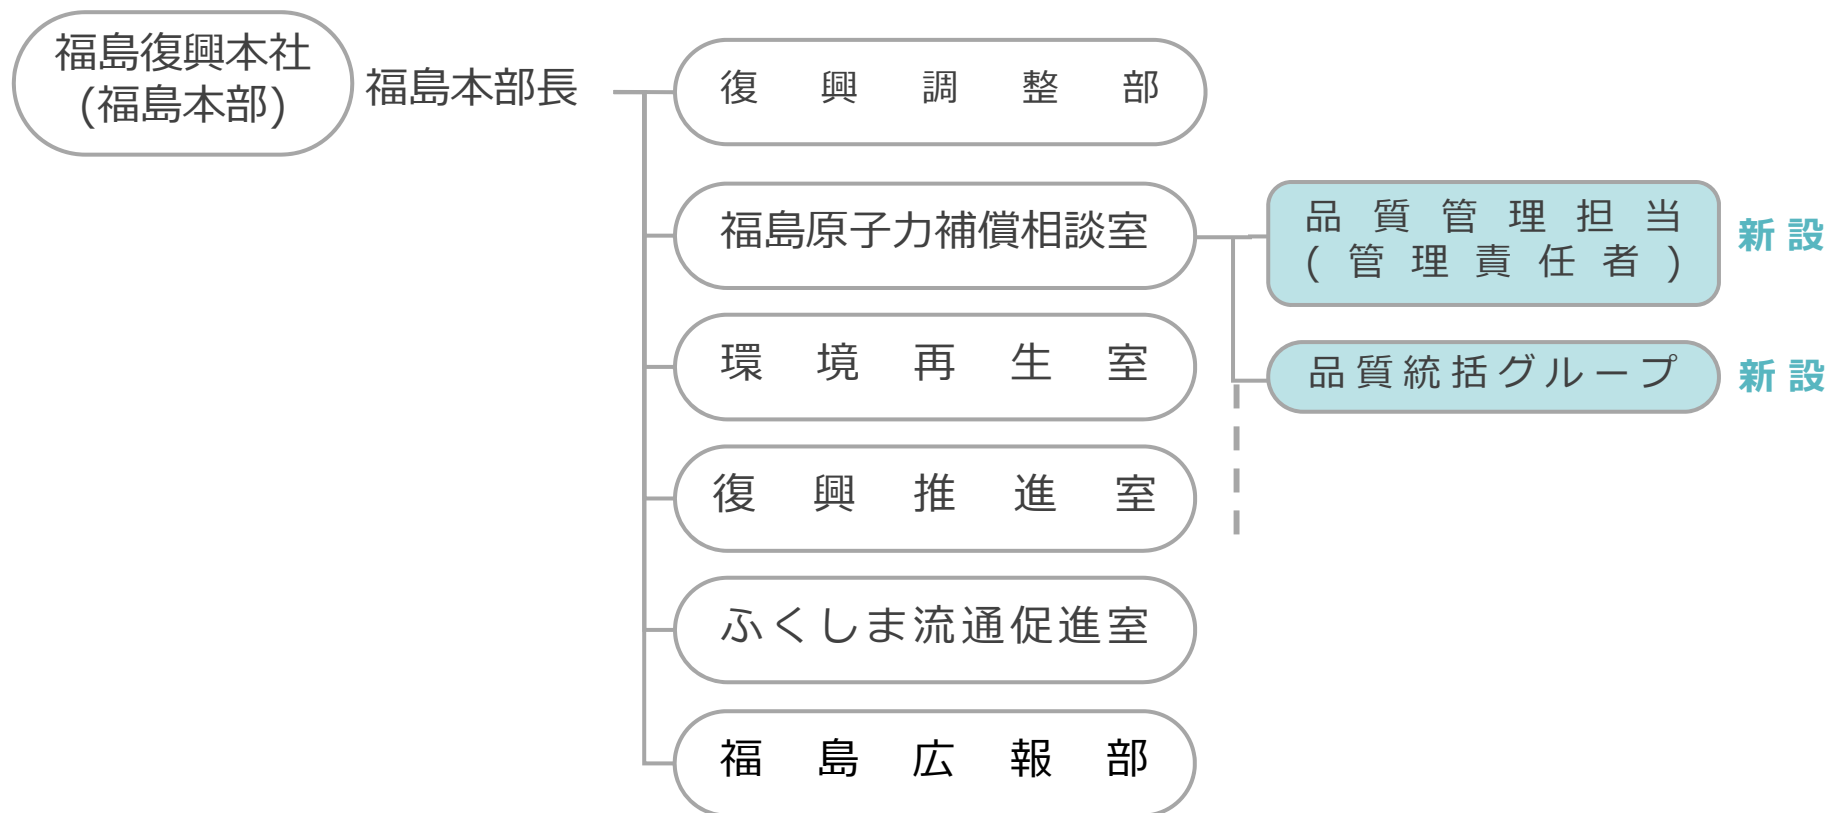 福島復興本社
(福島本部)
福島本部長
復興調整部
福島原子力補償相談室
品質管理担当
(管理責任者)
新設
品質統括グループ
新設
環境再生室
復興推進室
ふくしま流通促進室
福島広報部